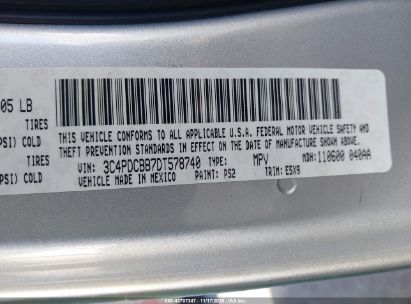 05 LB
TIRES
PSI) COLD
TIRES
PSI) COLD
THIS VEHICLE CONFORMS TO ALL APPLICABLE U.S.A. FEDERAL MOTOR VEHICLE SAFETY AND
THEFT PREVENTION STANDARDS IN EFFECT ON THE DATE OF MANUFACTURE SHOWN ABOVE.
VIN: 3C4PDCBB7DT578740 TYPE: MPV MDH: 110600 040AA
VEHICLE MADE IN MEXICO PAINT: PS2 TRIM: E5X9